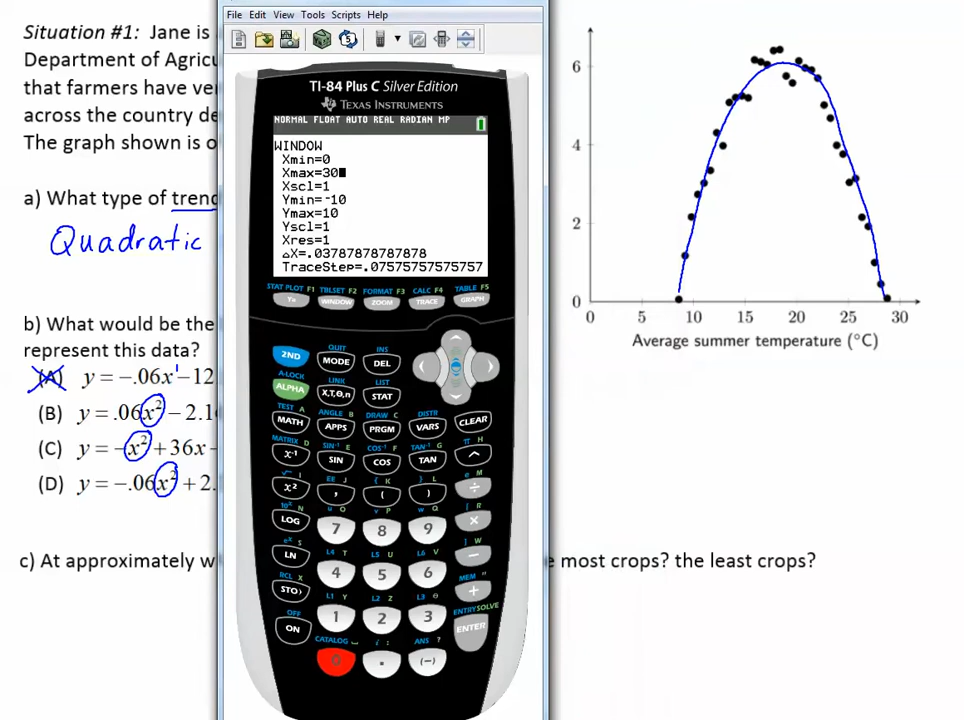 Situation #1: Jane is
Department of Agricu
that farmers have ver
across the country de
The graph shown is o
a) What type of trend
Quadratic
b) What would be the
represent this data?
(A) y = −.06x¹ −12
(B) y = .06x² − 2.1
(C) y = −x² + 36x −
(D) y = −.06x² + 2.
c) At approximately w
e most crops? the least crops?
File Edit View Tools Scripts Help
TI-84 Plus C Silver Edition
TEXAS INSTRUMENTS
NORMAL FLOAT AUTO REAL RADIAN MP
WINDOW
Xmin=0
Xmax=30
Xscl=1
Ymin=-10
Ymax=10
Yscl=1
Xres=1
△X=.03787878787878
TraceStep=.07575757575757
STAT PLOT F1 TBLSET F2 FORMAT F3 CALC F4 TABLE F5
Y= WINDOW ZOOM TRACE GRAPH
QUIT INS
2ND MODE DEL
A-LOCK LINK LIST
ALPHA X,T,Θ,n STAT
TEST A ANGLE B DRAW C DISTR
MATH APPS PRGM VARS CLEAR
MATRIX D SIN⁻¹ E COS⁻¹ F TAN⁻¹ G π H
x⁻¹ SIN COS TAN ^
√ I EE J { K } L e M
x² , ( ) ÷
10ˣ N u O v P w Q [ R
LOG 7 8 9 ×
eˣ S L4 T L5 U L6 V ] W
LN 4 5 6 −
RCL X L1 Y L2 Z L3 θ MEM "
STO› 1 2 3 +
OFF CATALOG ⎵ i : ANS ? ENTRY SOLVE
ON 0 . (−) ENTER
6
4
2
0
0 5 10 15 20 25 30
Average summer temperature (°C)